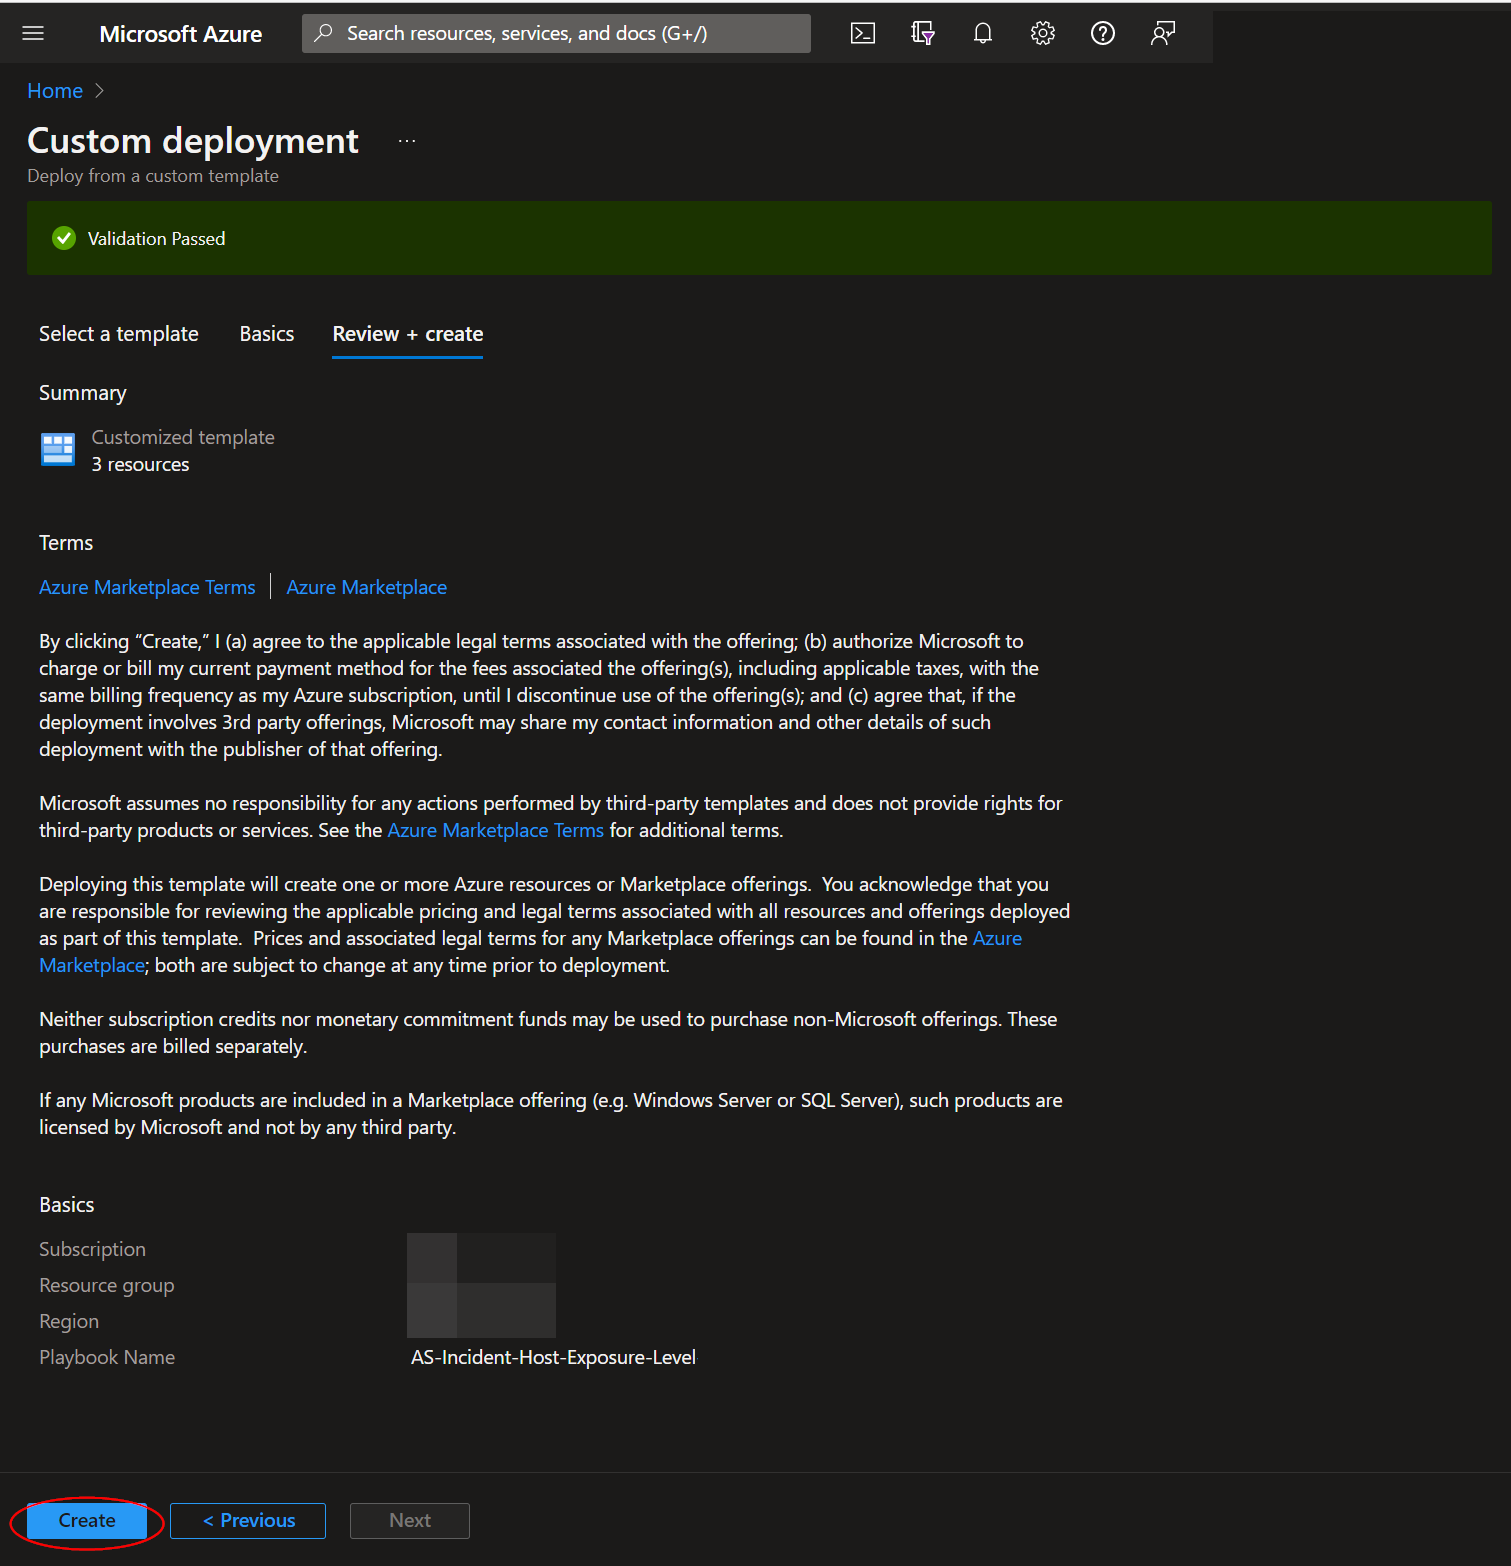 Microsoft Azure
Search resources, services, and docs (G+/)
Home
Custom deployment
Deploy from a custom template
Validation Passed
Select a template Basics Review + create
Summary
Customized template
3 resources
Terms
Azure Marketplace Terms Azure Marketplace
By clicking “Create,” I (a) agree to the applicable legal terms associated with the offering; (b) authorize Microsoft to
charge or bill my current payment method for the fees associated the offering(s), including applicable taxes, with the
same billing frequency as my Azure subscription, until I discontinue use of the offering(s); and (c) agree that, if the
deployment involves 3rd party offerings, Microsoft may share my contact information and other details of such
deployment with the publisher of that offering.
Microsoft assumes no responsibility for any actions performed by third-party templates and does not provide rights for
third-party products or services. See the Azure Marketplace Terms for additional terms.
Deploying this template will create one or more Azure resources or Marketplace offerings.  You acknowledge that you
are responsible for reviewing the applicable pricing and legal terms associated with all resources and offerings deployed
as part of this template.  Prices and associated legal terms for any Marketplace offerings can be found in the Azure
Marketplace; both are subject to change at any time prior to deployment.
Neither subscription credits nor monetary commitment funds may be used to purchase non-Microsoft offerings. These
purchases are billed separately.
If any Microsoft products are included in a Marketplace offering (e.g. Windows Server or SQL Server), such products are
licensed by Microsoft and not by any third party.
Basics
Subscription
Resource group
Region
Playbook Name AS-Incident-Host-Exposure-Level
Create < Previous Next